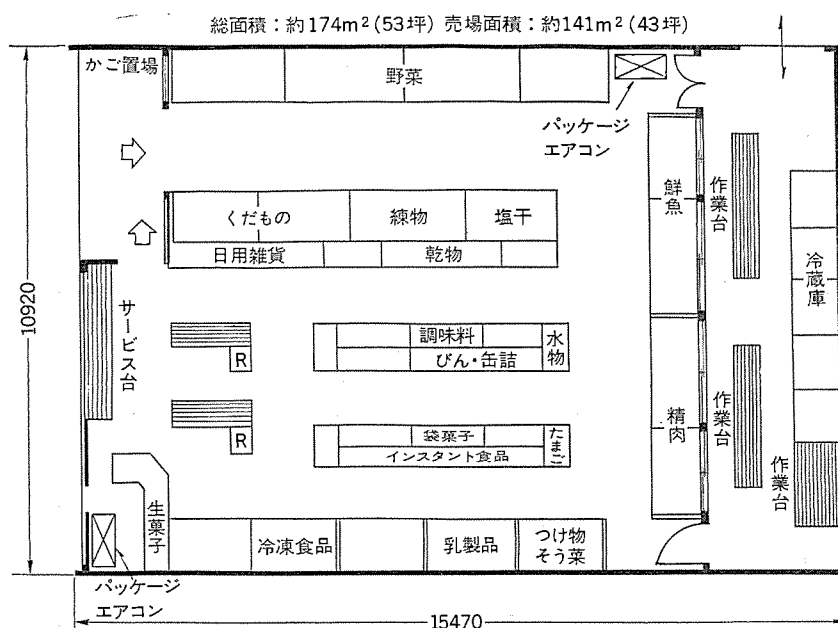 総面積：約174m²(53坪) 売場面積：約141m²(43坪)
かご置場
野菜
パッケージ
エアコン
鮮魚
作業台
くだもの
練物
塩干
日用雑貨
乾物
冷蔵庫
10920
サービス台
R
調味料
びん・缶詰
水物
R
袋菓子
インスタント食品
たまご
精肉
作業台
作業台
生菓子
冷凍食品
乳製品
つけ物
そう菜
パッケージ
エアコン
15470